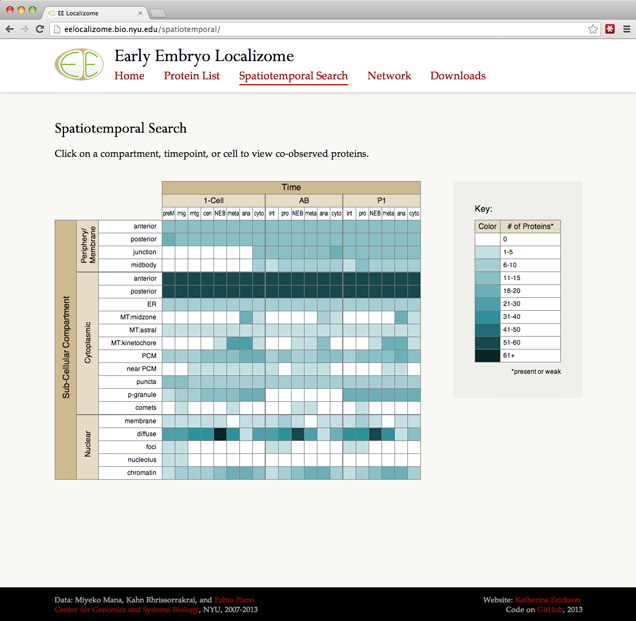 EE Localizome
eelocalizome.bio.nyu.edu/spatiotemporal/
EE
Early Embryo Localizome
Home Protein List Spatiotemporal Search Network Downloads
Spatiotemporal Search
Click on a compartment, timepoint, or cell to view co-observed proteins.
Time
1-Cell AB P1
preM mig mtg cen NEB meta ana cyto int pro NEB meta ana cyto int pro NEB meta ana cyto
Sub-Cellular Compartment
Periphery/
Membrane
anterior
posterior
junction
midbody
Cytoplasmic
anterior
posterior
ER
MT:midzone
MT:astral
MT:kinetochore
PCM
near PCM
puncta
p-granule
comets
Nuclear
membrane
diffuse
foci
nucleolus
chromatin
Key:
Color # of Proteins*
0
1-5
6-10
11-15
16-20
21-30
31-40
41-50
51-60
61+
*present or weak
Data: Miyeko Mana, Kahn Rhrissorrakrai, and Fabio Piano
Center for Genomics and Systems Biology, NYU, 2007-2013
Website: Katherine Erickson
Code on GitHub, 2013